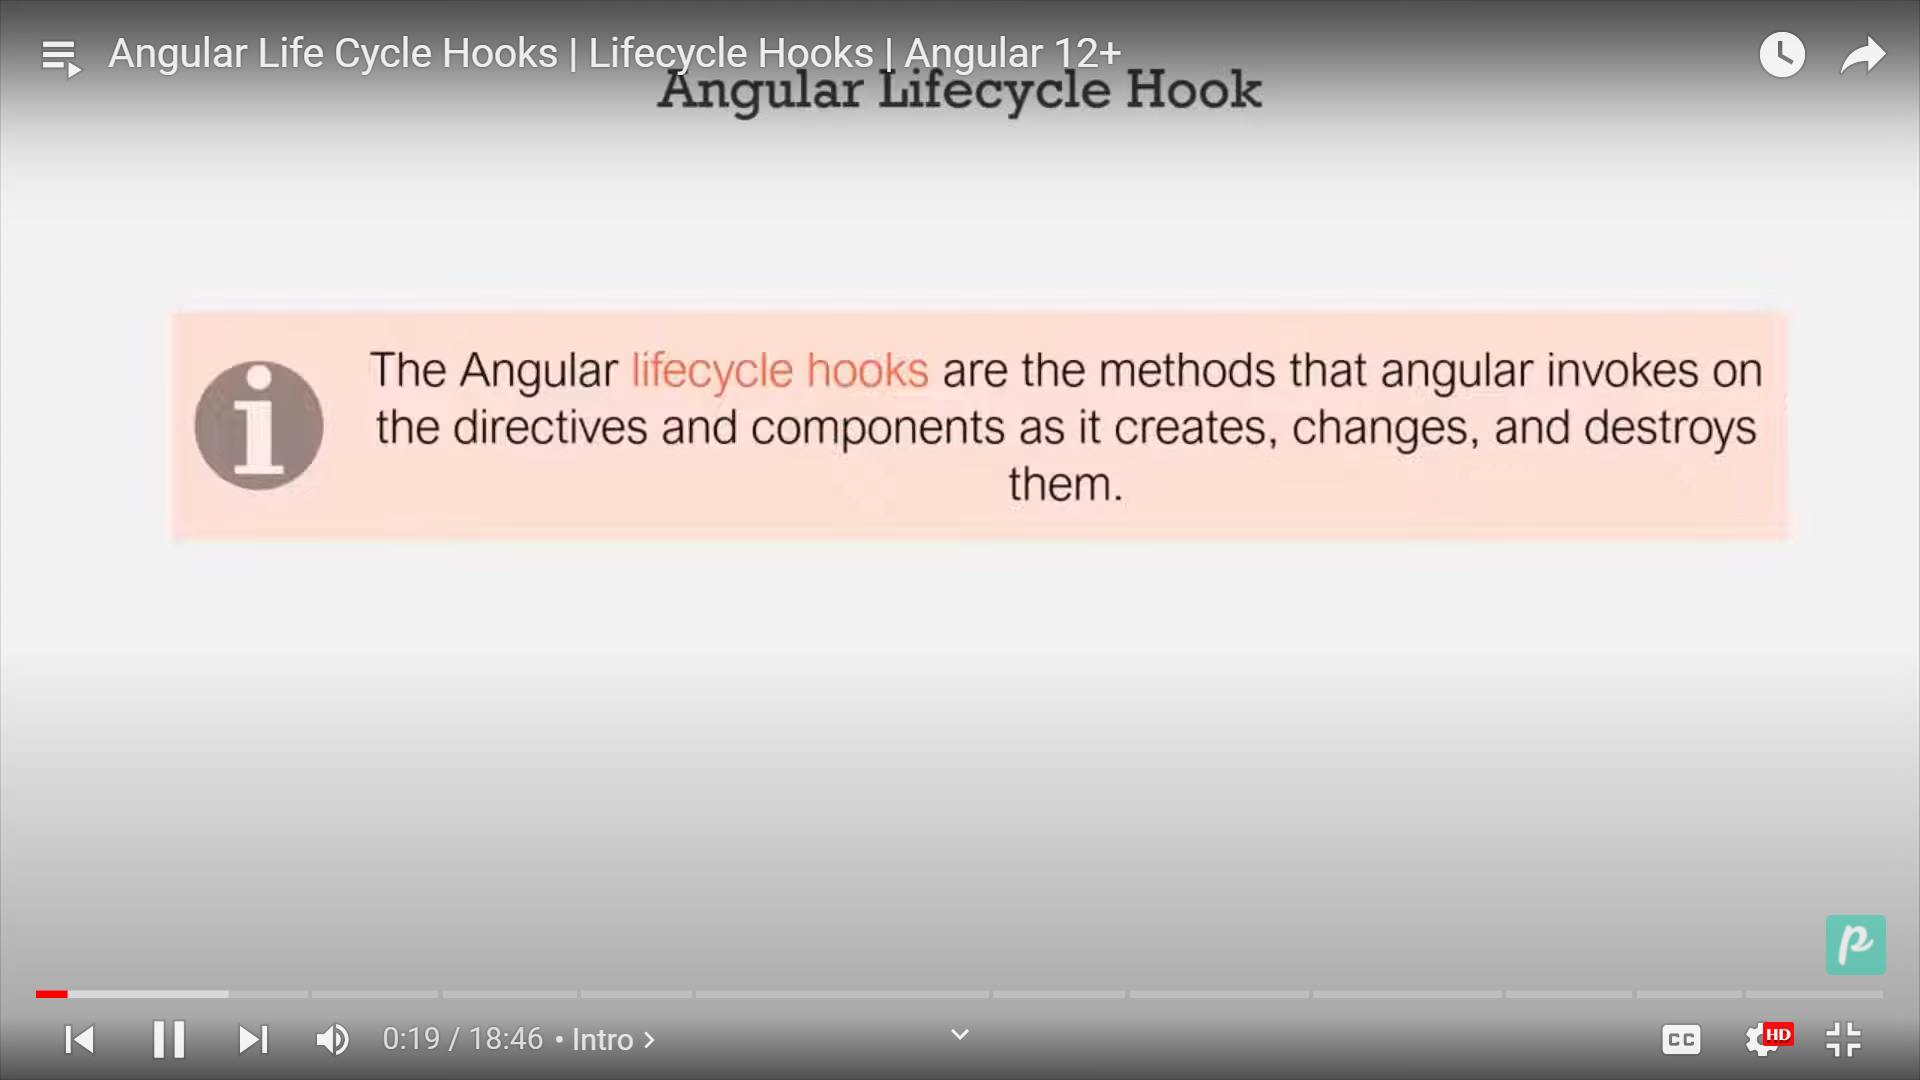 Angular Life Cycle Hooks | Lifecycle Hooks | Angular 12+
Angular Lifecycle Hook
The Angular lifecycle hooks are the methods that angular invokes on
the directives and components as it creates, changes, and destroys
them.
p
0:19 / 18:46 • Intro
CC
HD